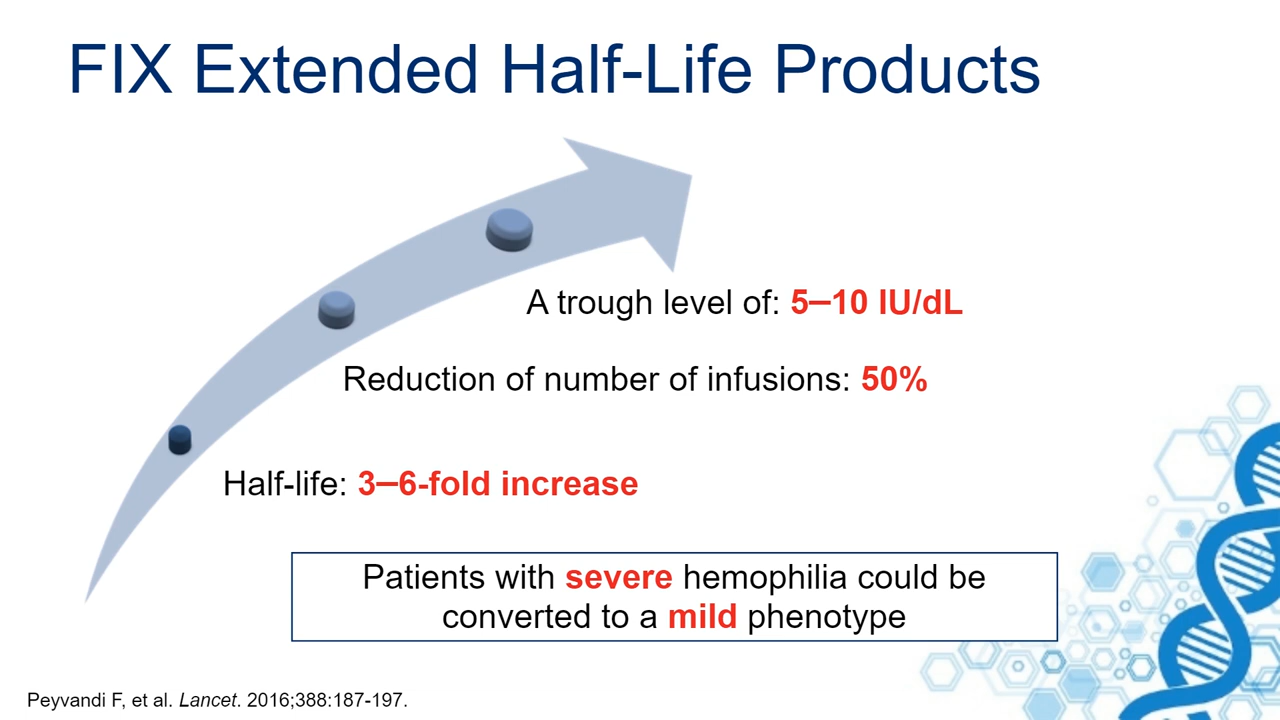 FIX Extended Half-Life Products
A trough level of: 5–10 IU/dL
Reduction of number of infusions: 50%
Half-life: 3–6-fold increase
Patients with severe hemophilia could be
converted to a mild phenotype
Peyvandi F, et al. Lancet. 2016;388:187-197.